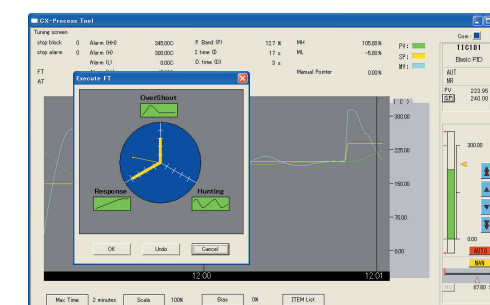 CX-Process Tool
Tuning screen
stop block 0 Alarm (HH) 345.00C P. Band (P) 12.7 % MH 105.00% PV:
stop alarm 0 Alarm (H) 300.00C I. time (I) 17 s ML -5.00% SP:
Alarm (L) 0.00C D. time (D) 3 s MV:
FT Manual Pointer 0.00%
AT
Com:
TIC101
Basic PID
AUT
NR
PV 223.95
SP 240.00
Execute FT
OverShoot
Response
Hunting
OK
Undo
Cancel
( C )
300.00
225.00
150.00
75.00
0.00
12:00
12:01
300.00
0.00
AUTO
MAN
MV 67.80
Max Time 2 minutes Scale 100% Bias 0% ITEM List